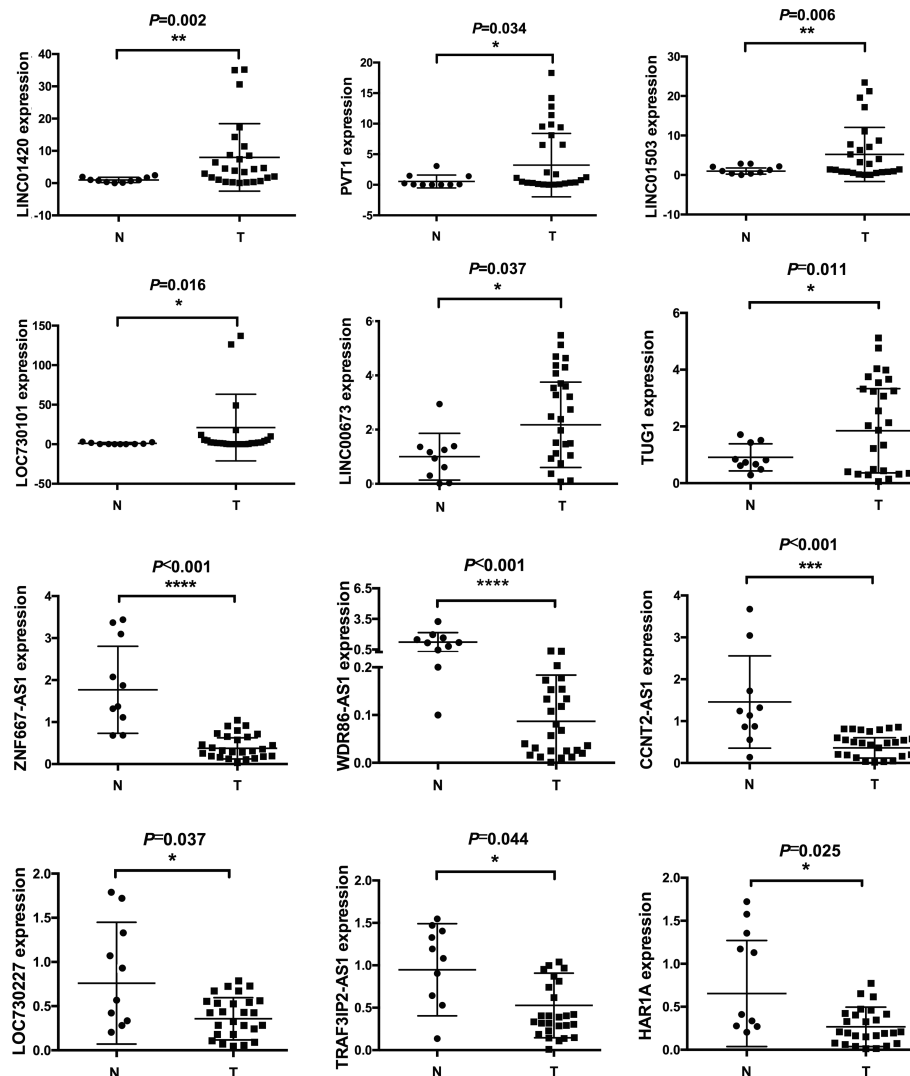 P=0.002
**
LINC01420 expression
40
30
20
10
0
-10
N T
P=0.034
*
PVT1 expression
20
15
10
5
0
-5
N T
P=0.006
**
LINC01503 expression
30
20
10
0
-10
N T
P=0.016
*
LOC730101 expression
150
100
50
0
-50
N T
P=0.037
*
LINC00673 expression
6
4
2
0
N T
P=0.011
*
TUG1 expression
6
4
2
0
N T
P<0.001
****
ZNF667-AS1 expression
4
3
2
1
0
N T
P<0.001
****
WDR86-AS1 expression
6.5
3.5
0.5
0.2
0.1
0.0
N T
P<0.001
***
CCNT2-AS1 expression
4
3
2
1
0
N T
P=0.037
*
LOC730227 expression
2.0
1.5
1.0
0.5
0.0
N T
P=0.044
*
TRAF3IP2-AS1 expression
2.0
1.5
1.0
0.5
0.0
N T
P=0.025
*
HAR1A expression
2.0
1.5
1.0
0.5
0.0
N T